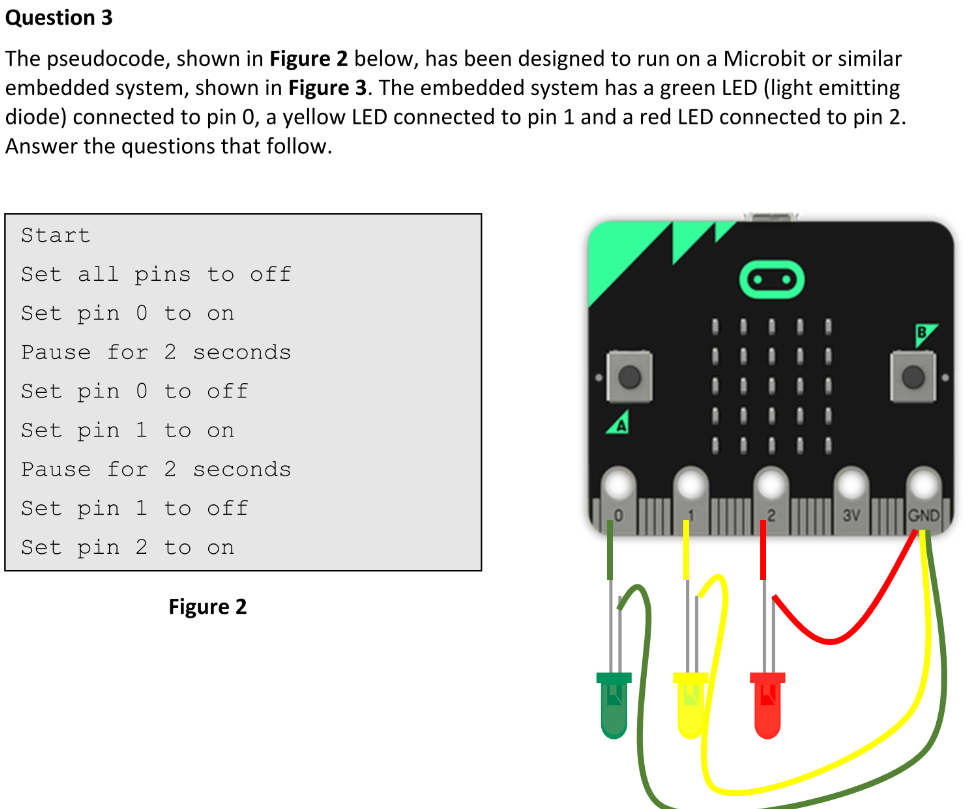 Question 3
The pseudocode, shown in Figure 2 below, has been designed to run on a Microbit or similar
embedded system, shown in Figure 3. The embedded system has a green LED (light emitting
diode) connected to pin 0, a yellow LED connected to pin 1 and a red LED connected to pin 2.
Answer the questions that follow.
Start
Set all pins to off
Set pin 0 to on
Pause for 2 seconds
Set pin 0 to off
Set pin 1 to on
Pause for 2 seconds
Set pin 1 to off
Set pin 2 to on
Figure 2
B
A
0 1 2 3V GND